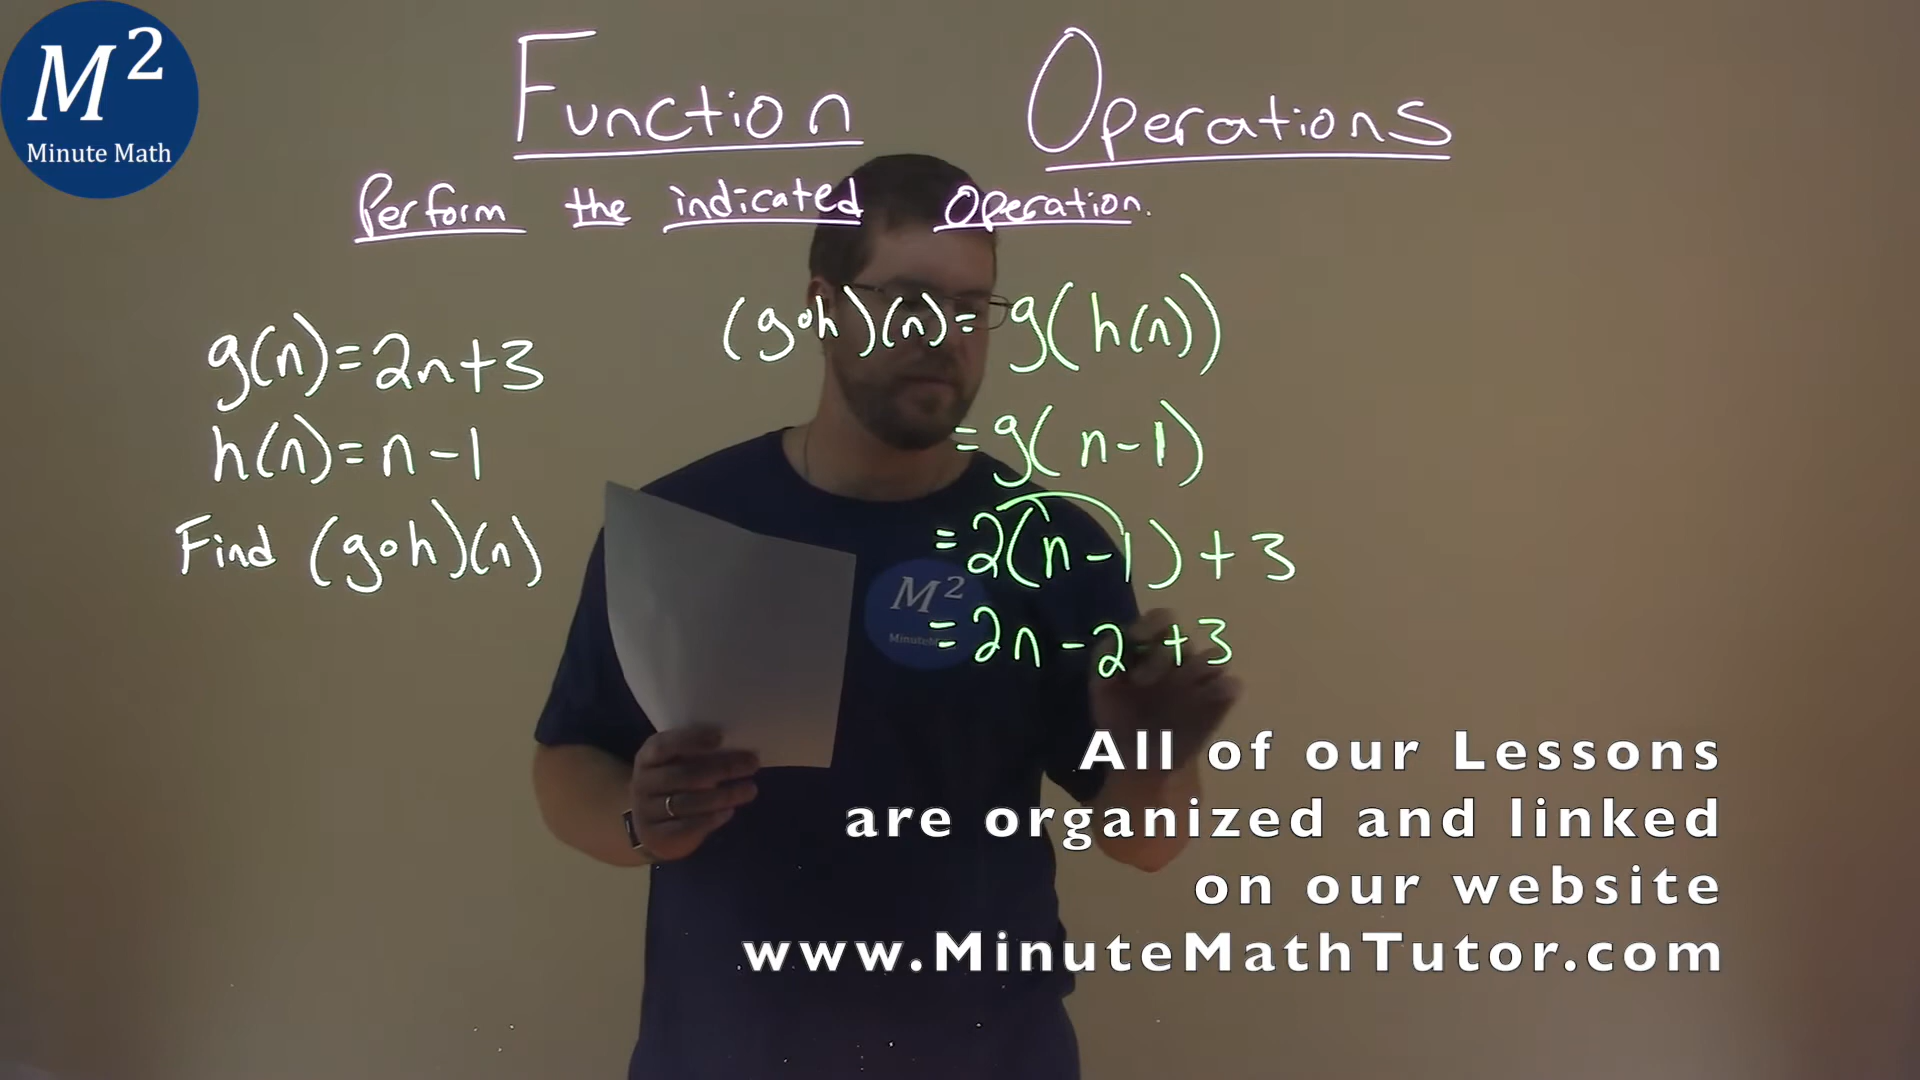 M²
Minute Math
Function Operations
Perform the indicated Operation.
g(n)=2n+3
h(n)=n-1
Find (g∘h)(n)
(g∘h)(n)=g(h(n))
=g(n-1)
=2(n-1)+3
=2n-2+3
M²
All of our Lessons
are organized and linked
on our website
www.MinuteMathTutor.com